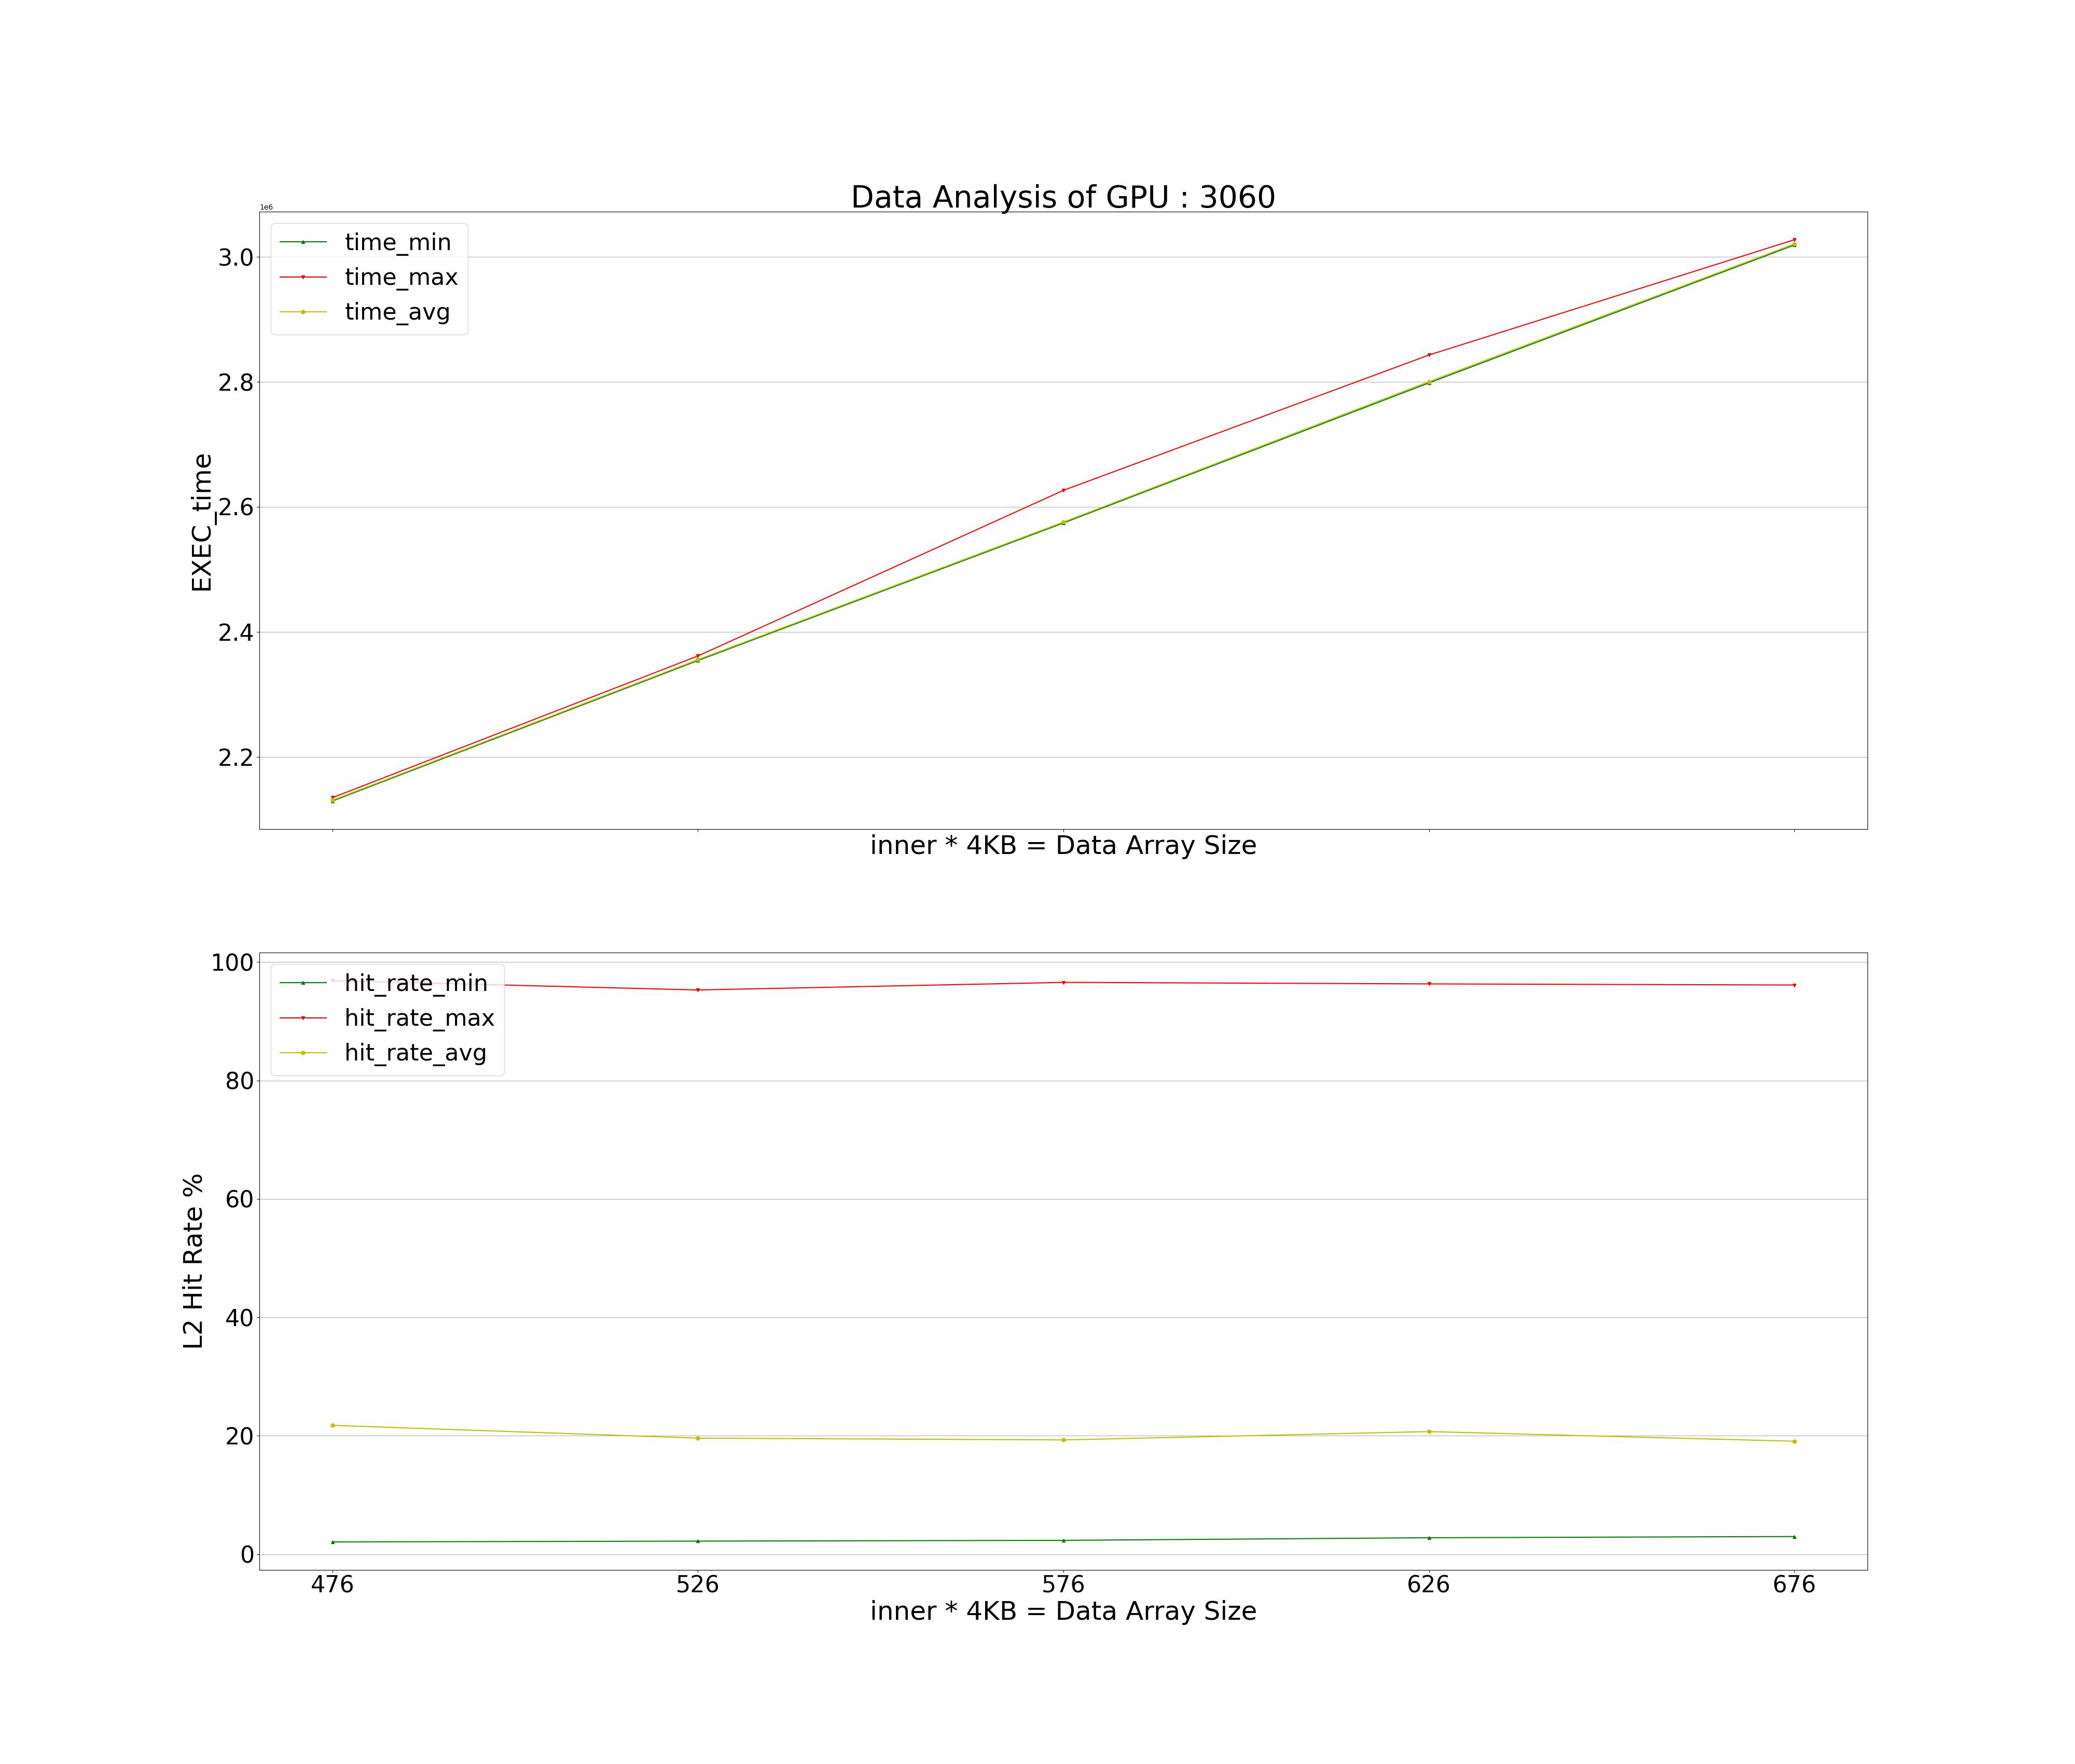 Data Analysis of GPU : 3060
1e6
time_min
time_max
time_avg
3.0
2.8
2.6
2.4
2.2
EXEC_time
inner * 4KB = Data Array Size
hit_rate_min
hit_rate_max
hit_rate_avg
100
80
60
40
20
0
L2 Hit Rate %
476 526 576 626 676
inner * 4KB = Data Array Size